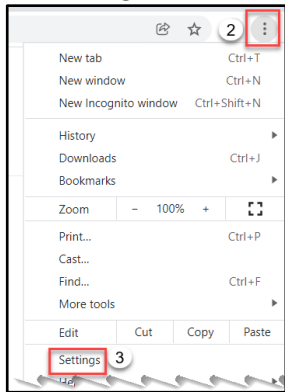 2
New tab Ctrl+T
New window Ctrl+N
New Incognito window Ctrl+Shift+N
History
Downloads Ctrl+J
Bookmarks
Zoom - 100% +
Print... Ctrl+P
Cast...
Find... Ctrl+F
More tools
Edit Cut Copy Paste
Settings 3